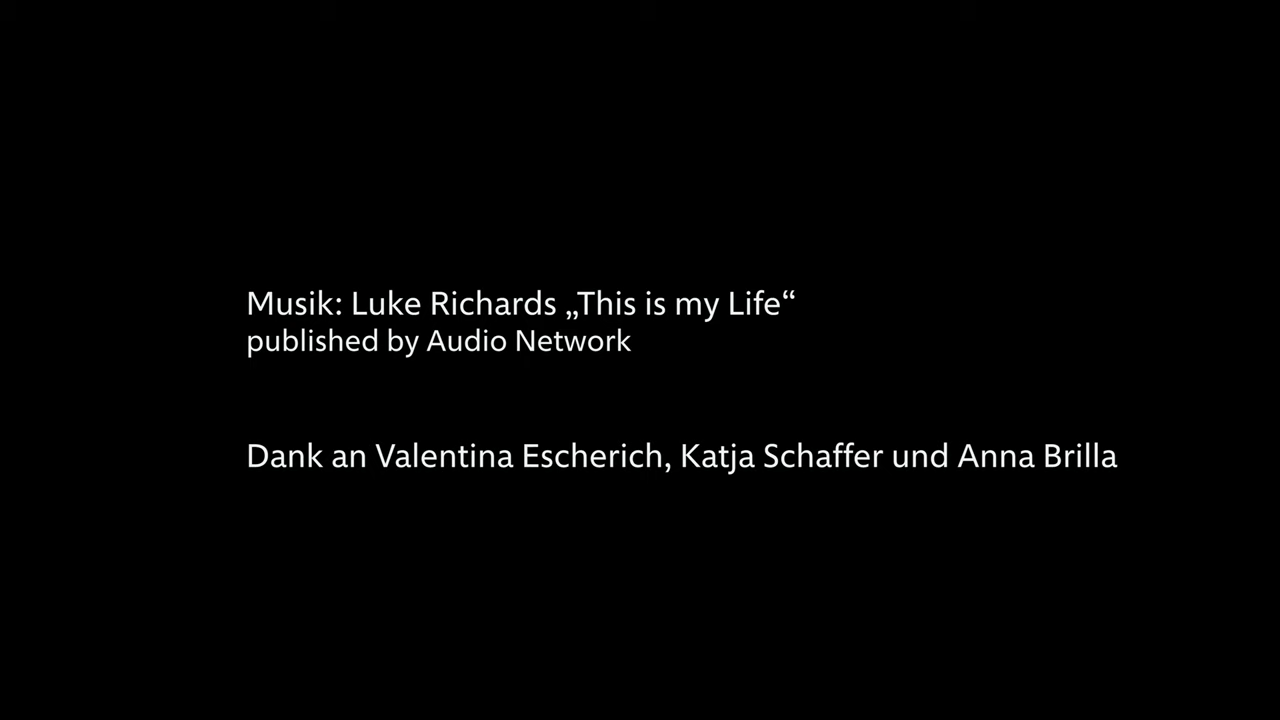 Musik: Luke Richards „This is my Life“
published by Audio Network
Dank an Valentina Escherich, Katja Schaffer und Anna Brilla